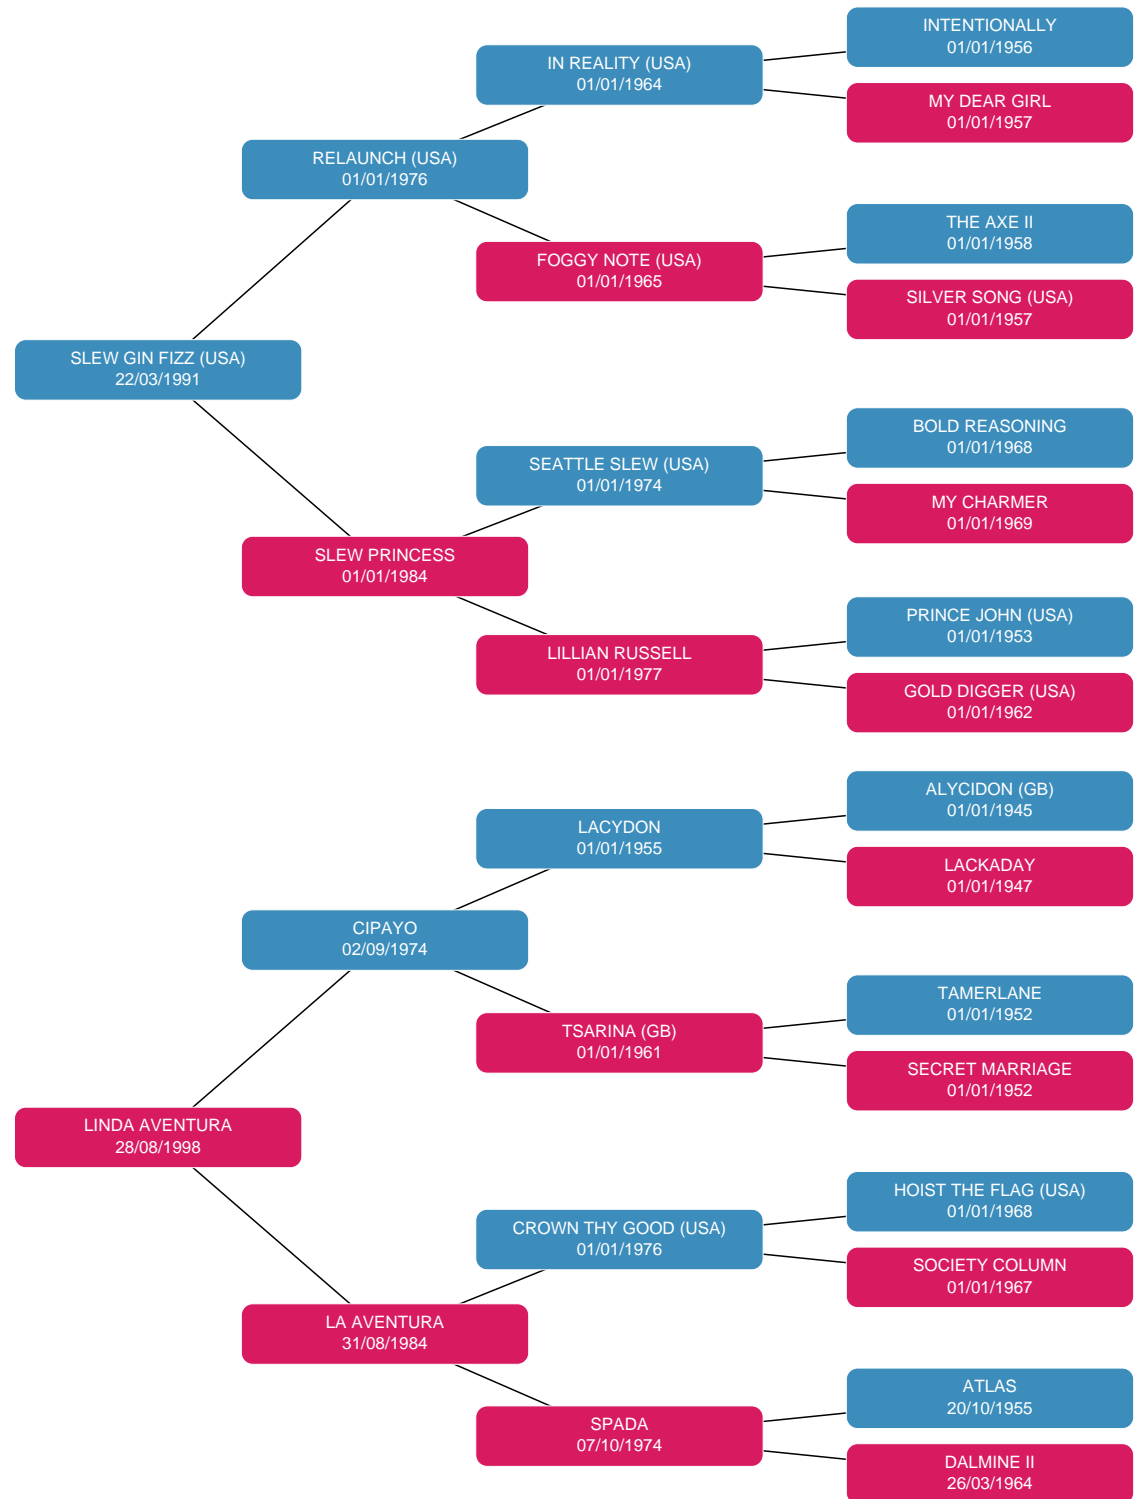 INTENTIONALLY
01/01/1956
IN REALITY (USA)
01/01/1964
MY DEAR GIRL
01/01/1957
RELAUNCH (USA)
01/01/1976
THE AXE II
01/01/1958
FOGGY NOTE (USA)
01/01/1965
SILVER SONG (USA)
01/01/1957
SLEW GIN FIZZ (USA)
22/03/1991
BOLD REASONING
01/01/1968
SEATTLE SLEW (USA)
01/01/1974
MY CHARMER
01/01/1969
SLEW PRINCESS
01/01/1984
PRINCE JOHN (USA)
01/01/1953
LILLIAN RUSSELL
01/01/1977
GOLD DIGGER (USA)
01/01/1962
ALYCIDON (GB)
01/01/1945
LACYDON
01/01/1955
LACKADAY
01/01/1947
CIPAYO
02/09/1974
TAMERLANE
01/01/1952
TSARINA (GB)
01/01/1961
SECRET MARRIAGE
01/01/1952
LINDA AVENTURA
28/08/1998
HOIST THE FLAG (USA)
01/01/1968
CROWN THY GOOD (USA)
01/01/1976
SOCIETY COLUMN
01/01/1967
LA AVENTURA
31/08/1984
ATLAS
20/10/1955
SPADA
07/10/1974
DALMINE II
26/03/1964